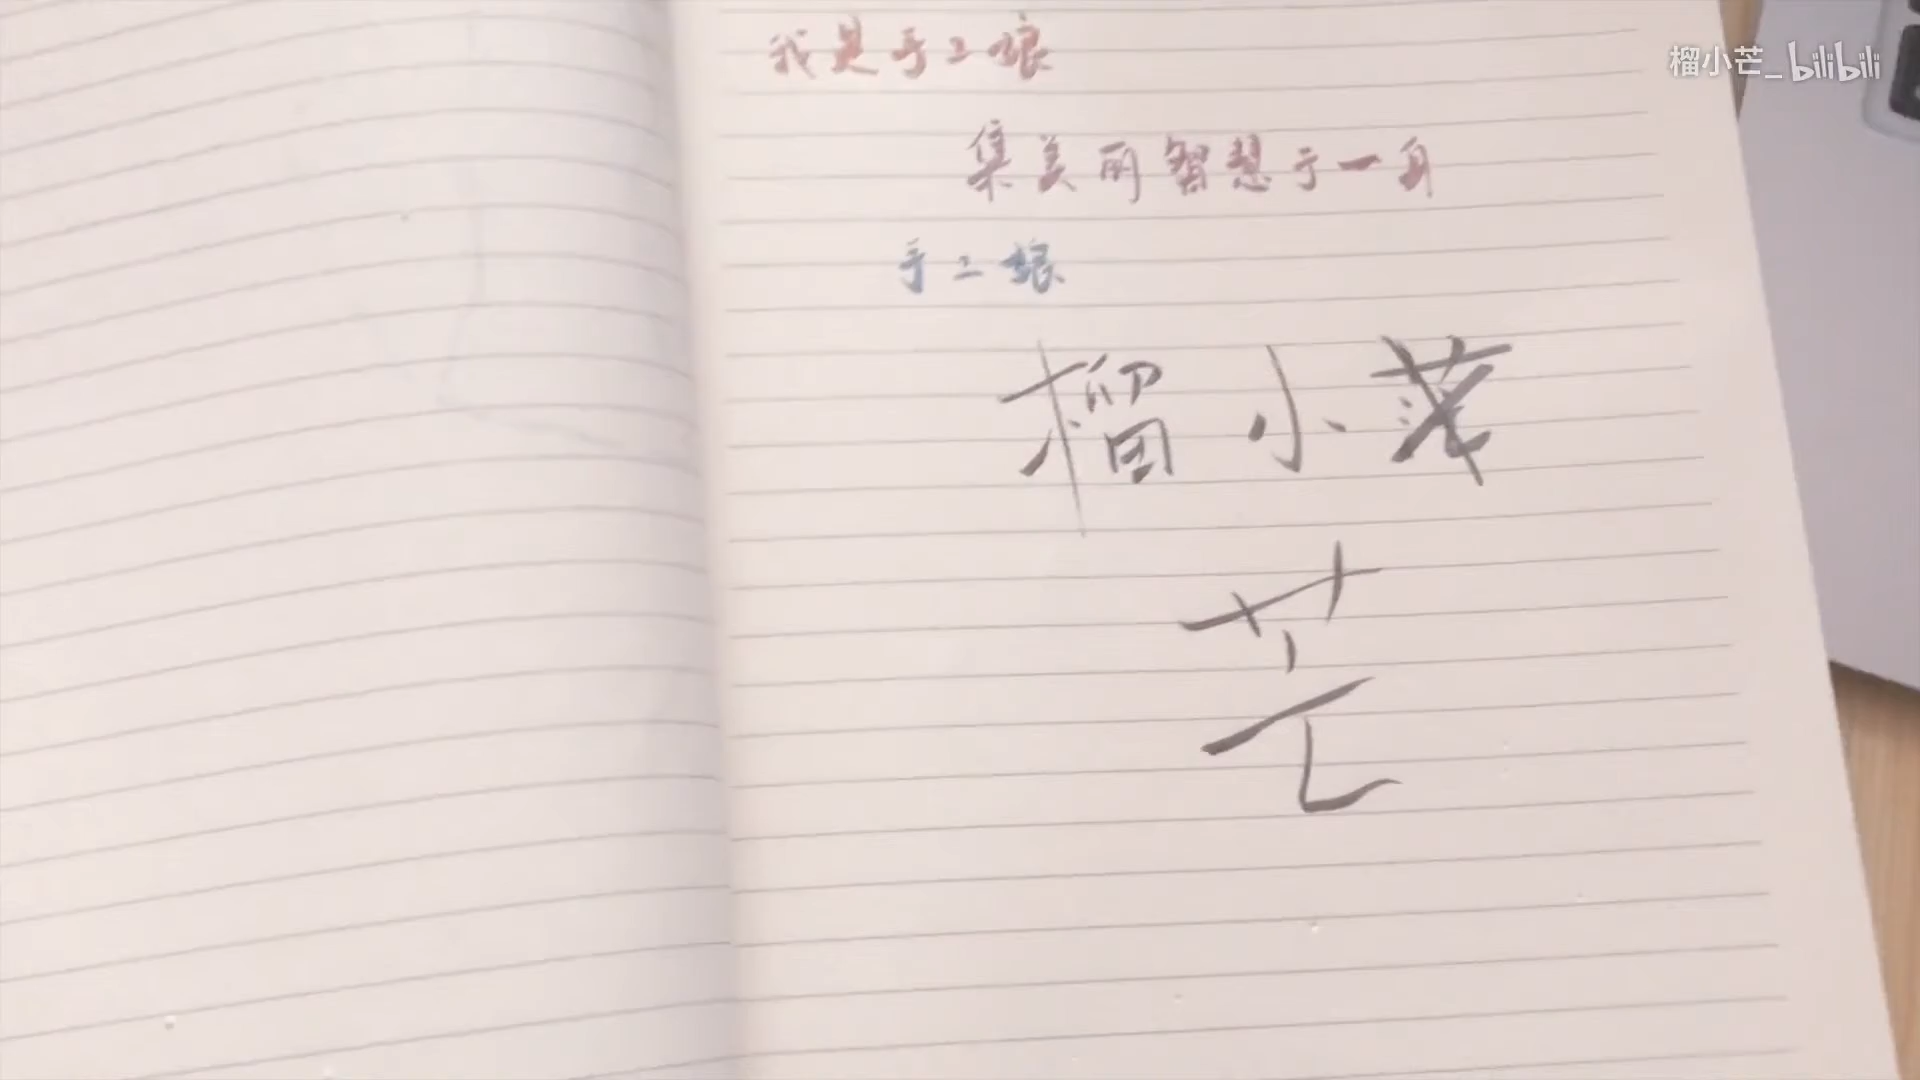 我是手工娘
榴小芒_bilibili
集美丽智慧于一身
手工娘
榴小
芒